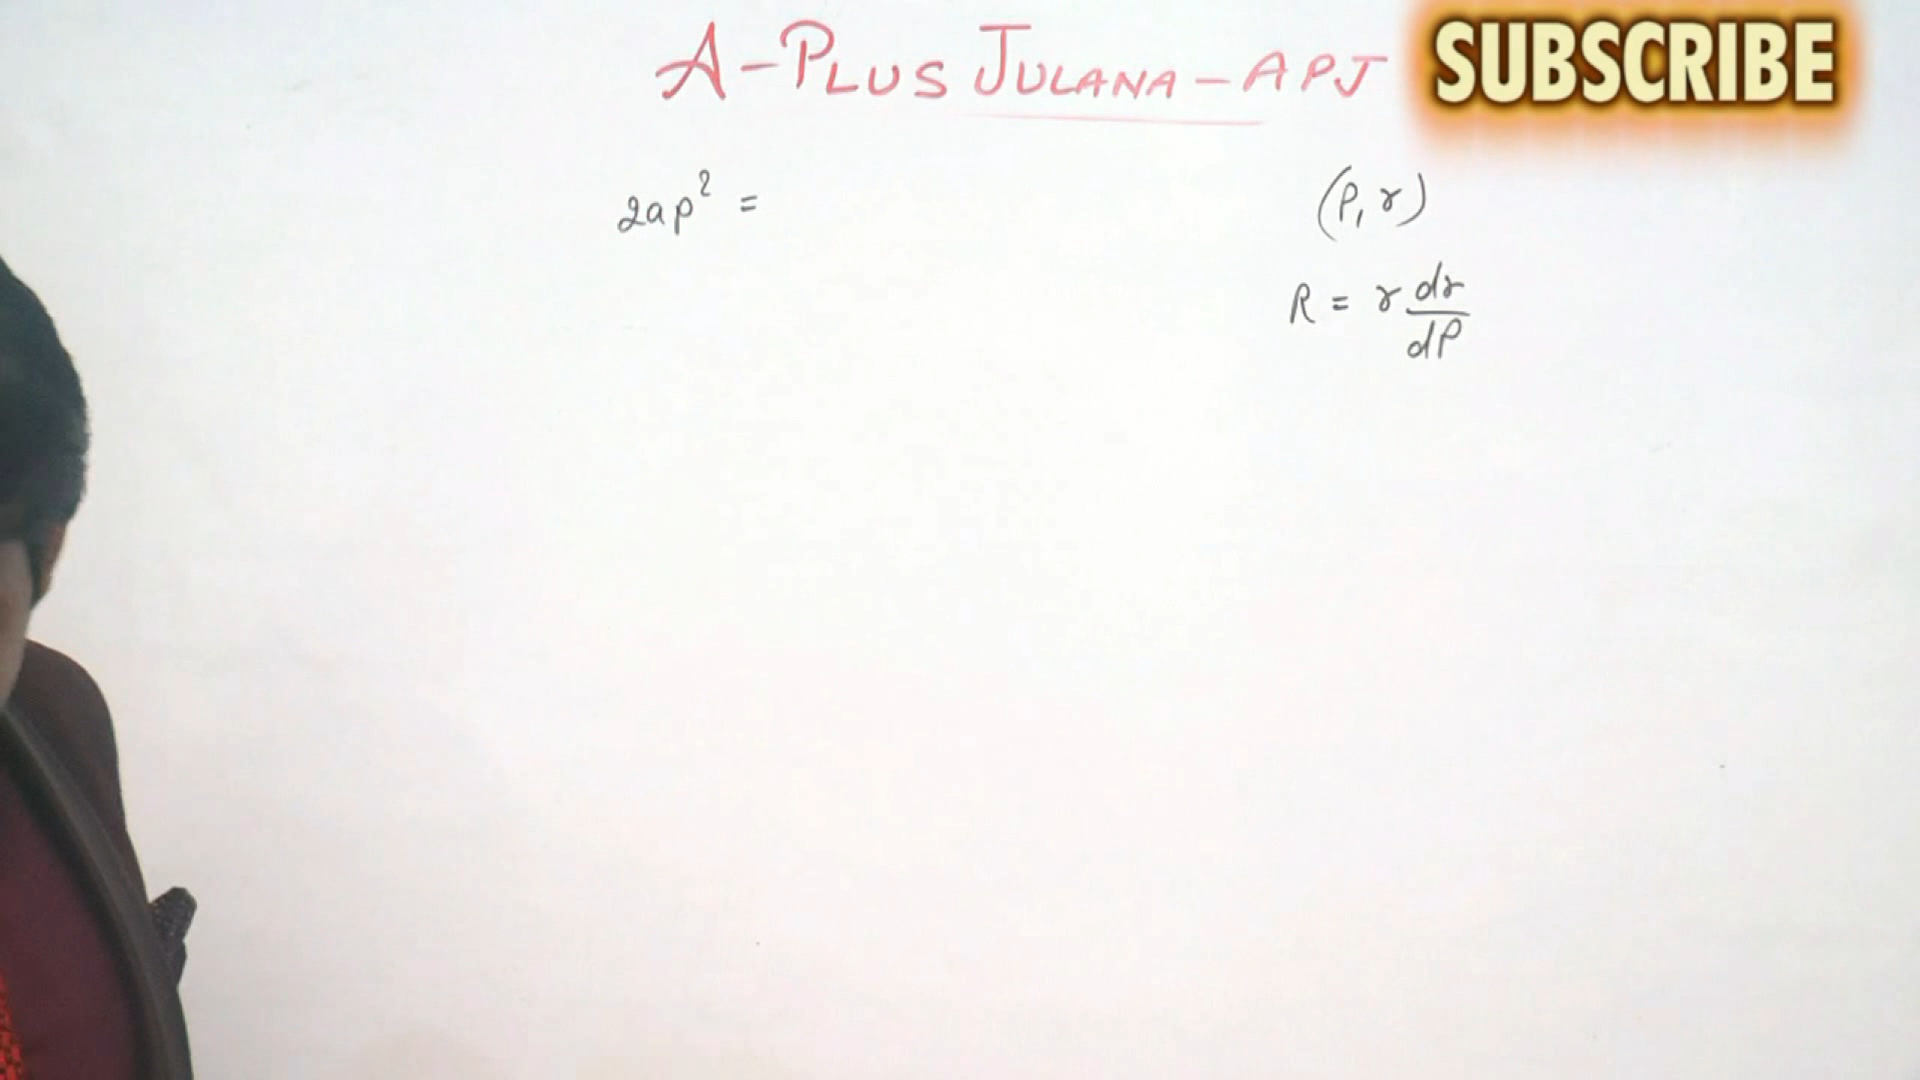 A-PLUS JULANA-APJ
SUBSCRIBE
2ap² =
(P, r)
R = r dr/dP